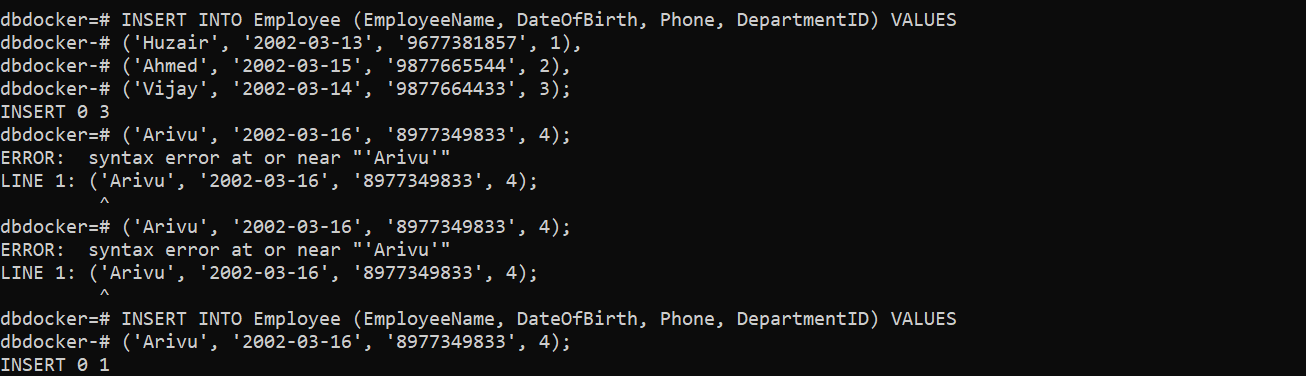 dbdocker=# INSERT INTO Employee (EmployeeName, DateOfBirth, Phone, DepartmentID) VALUES
dbdocker-# ('Huzair', '2002-03-13', '9677381857', 1),
dbdocker-# ('Ahmed', '2002-03-15', '9877665544', 2),
dbdocker-# ('Vijay', '2002-03-14', '9877664433', 3);
INSERT 0 3
dbdocker=# ('Arivu', '2002-03-16', '8977349833', 4);
ERROR:  syntax error at or near "'Arivu'"
LINE 1: ('Arivu', '2002-03-16', '8977349833', 4);
         ^
dbdocker=# ('Arivu', '2002-03-16', '8977349833', 4);
ERROR:  syntax error at or near "'Arivu'"
LINE 1: ('Arivu', '2002-03-16', '8977349833', 4);
         ^
dbdocker=# INSERT INTO Employee (EmployeeName, DateOfBirth, Phone, DepartmentID) VALUES
dbdocker-# ('Arivu', '2002-03-16', '8977349833', 4);
INSERT 0 1